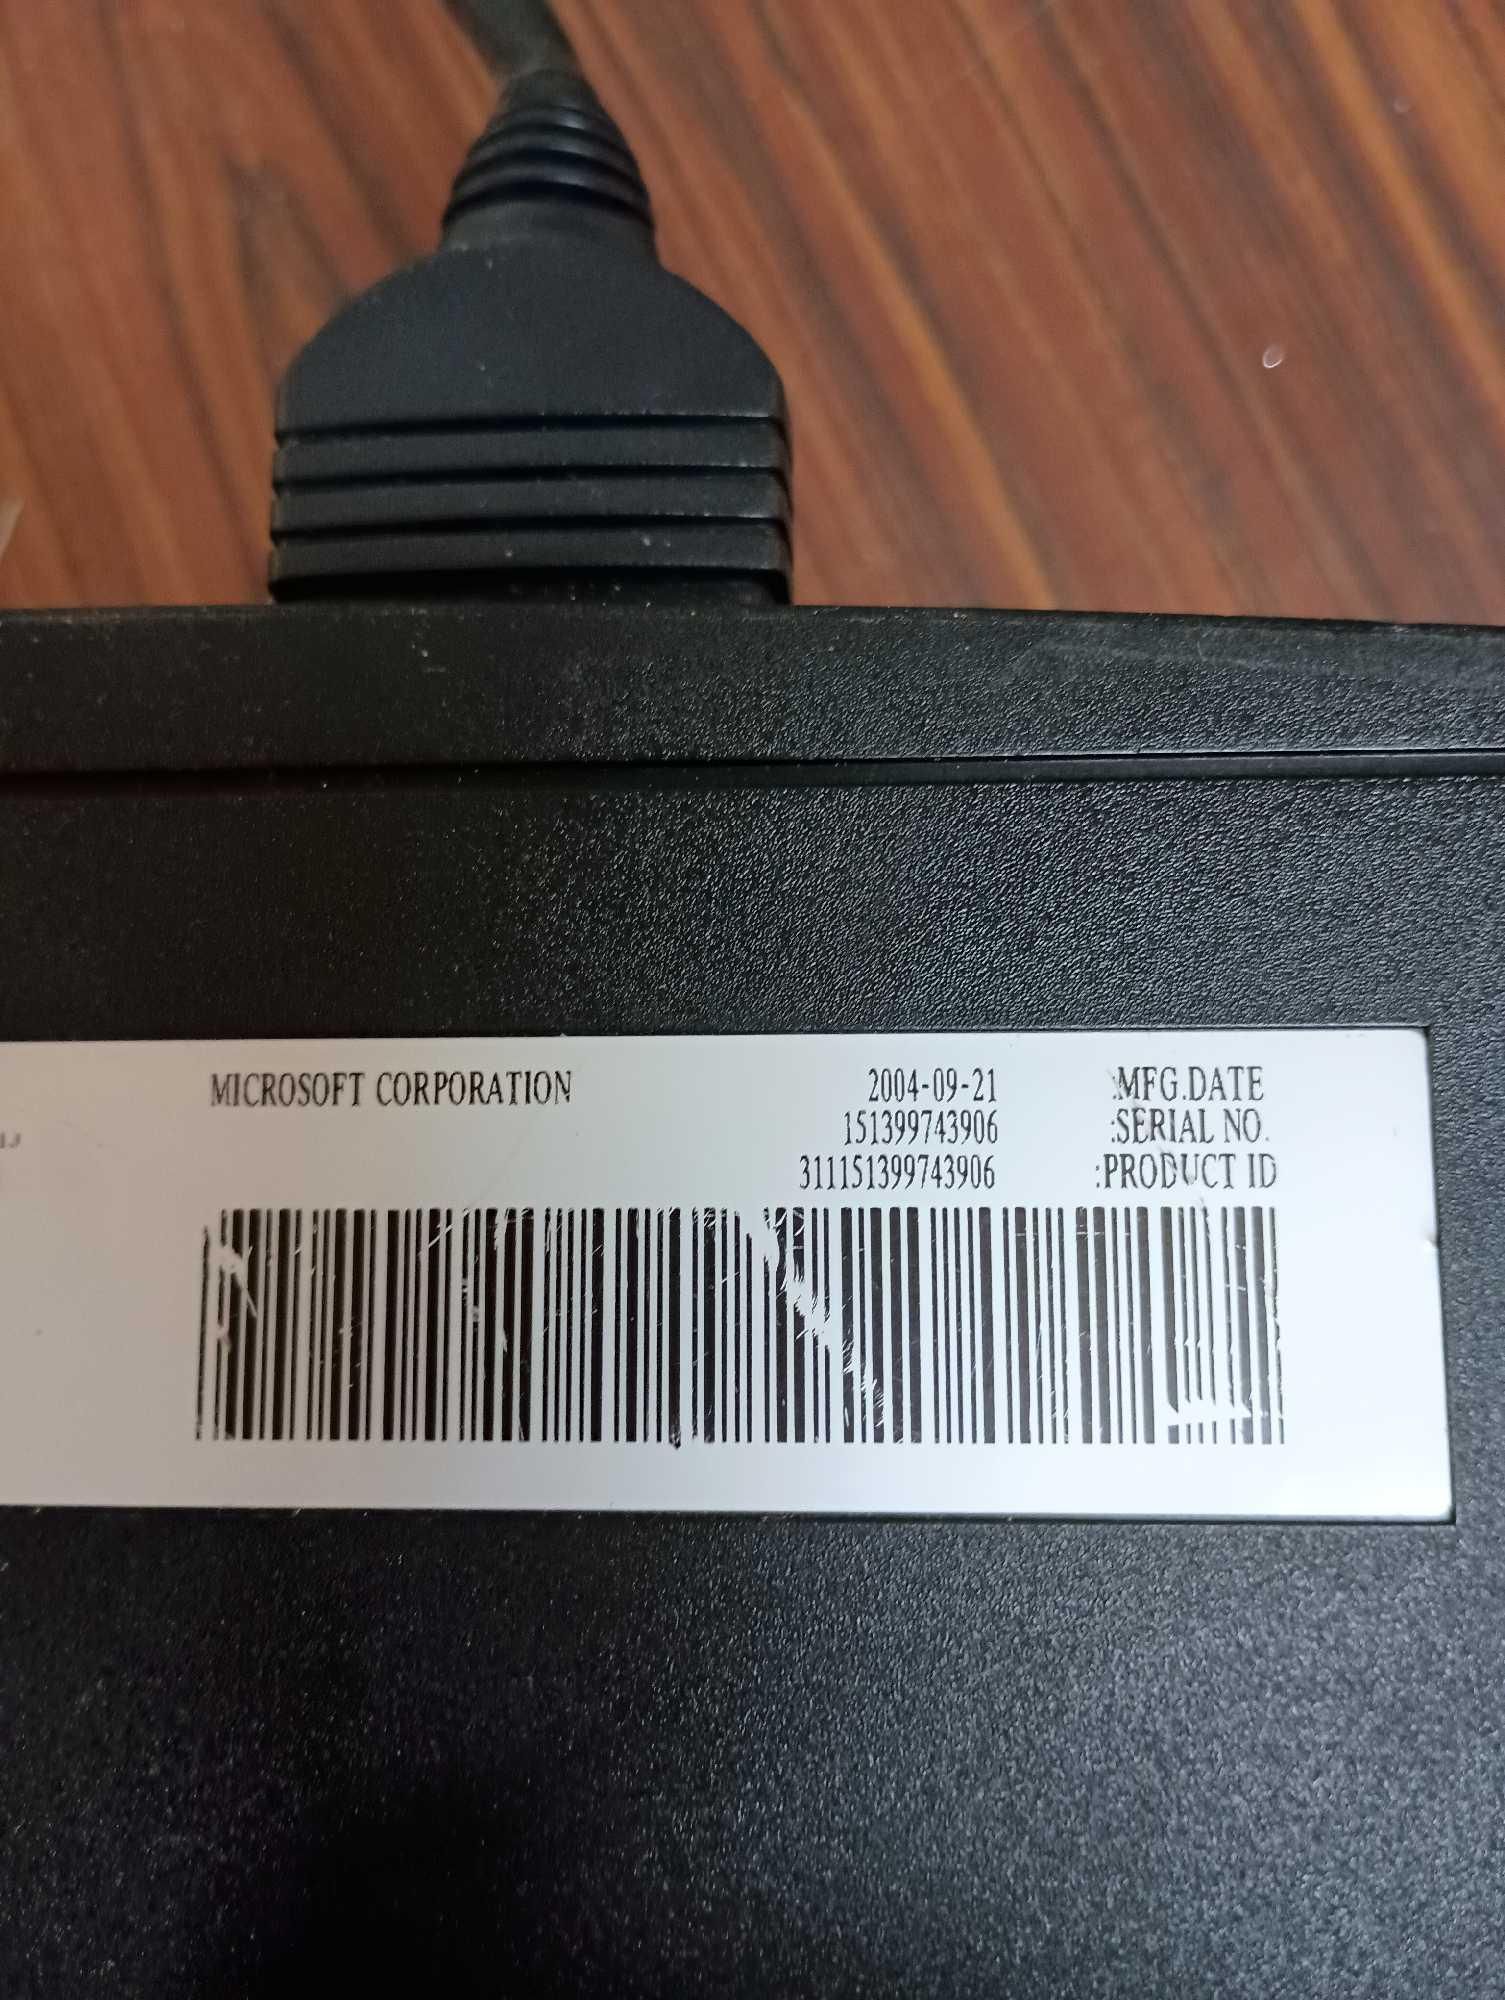 MICROSOFT CORPORATION
2004-09-21 :MFG.DATE
151399743906 :SERIAL NO.
311151399743906 :PRODUCT ID